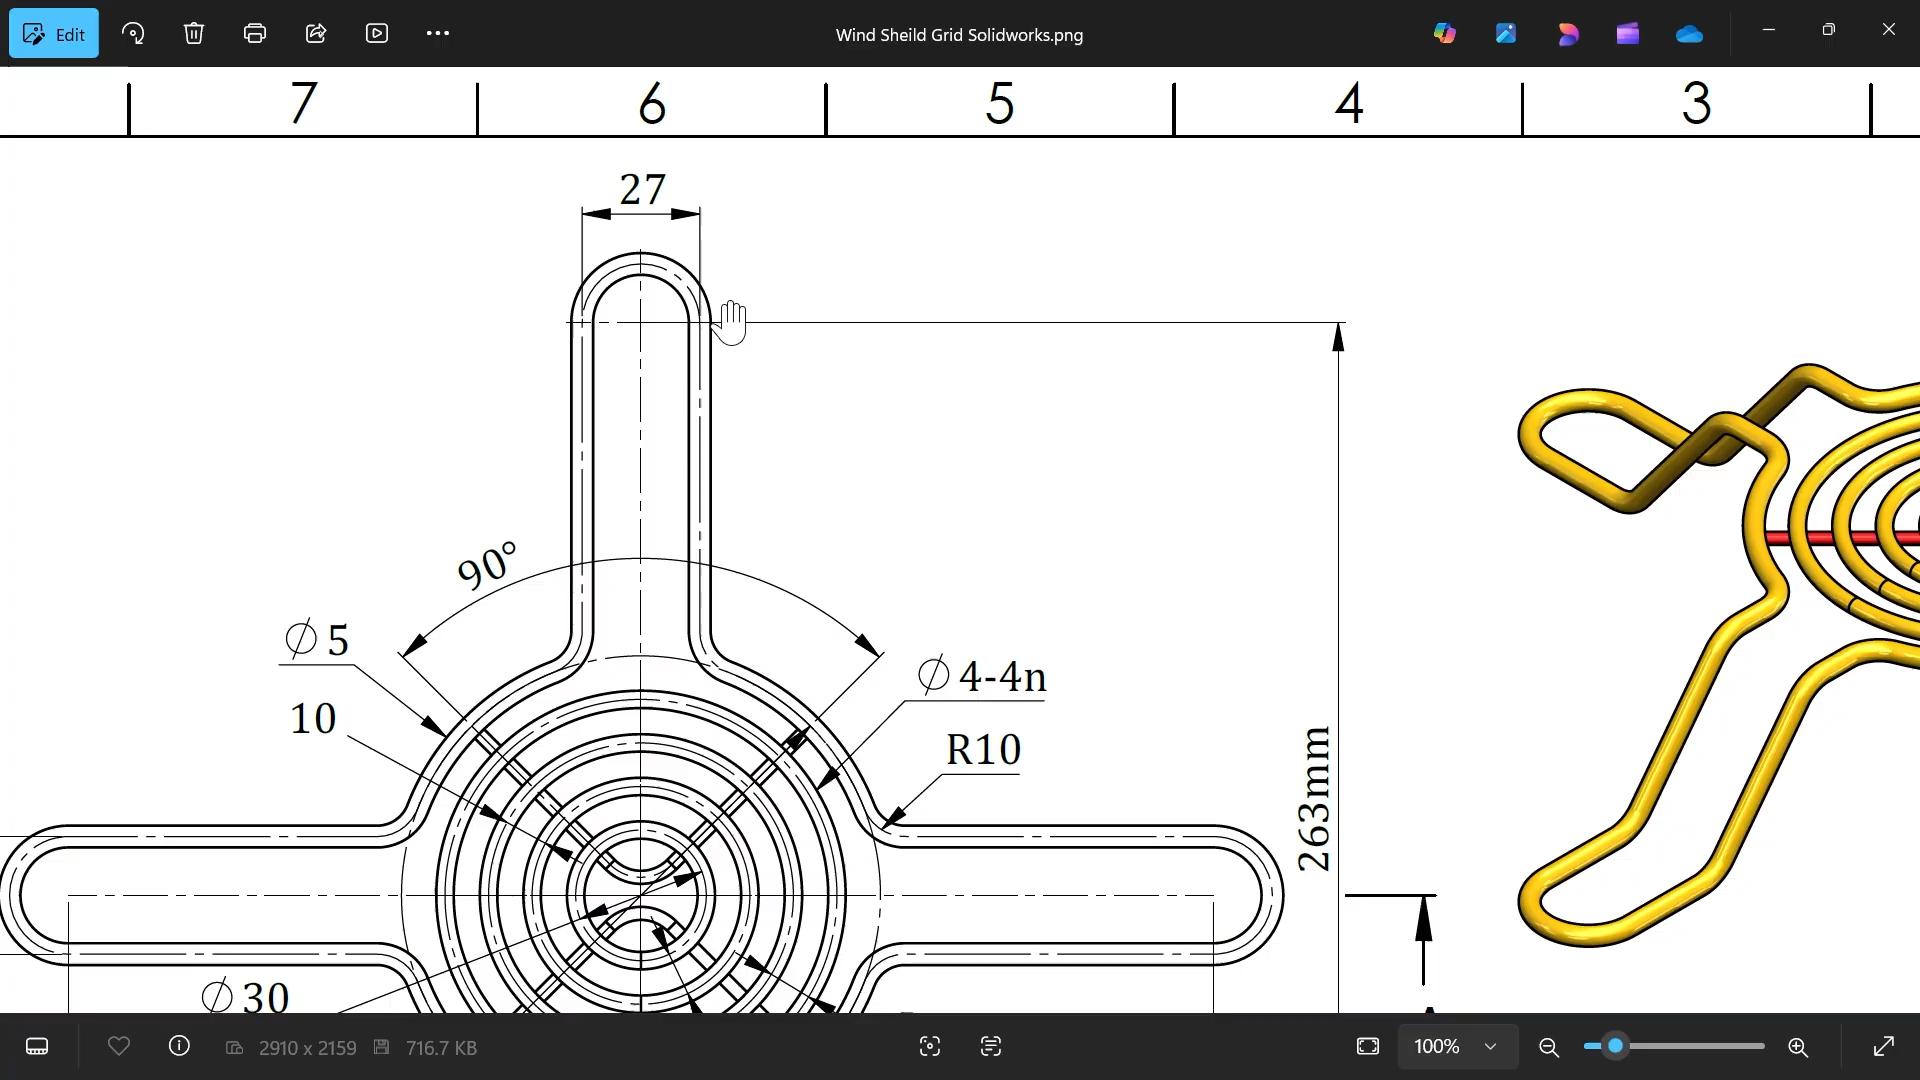 Edit
Wind Sheild Grid Solidworks.png
7 6 5 4 3
27
90°
∅ 5
∅ 4-4n
10
R10
263mm
∅ 30
2910 x 2159
716.7 KB
100%